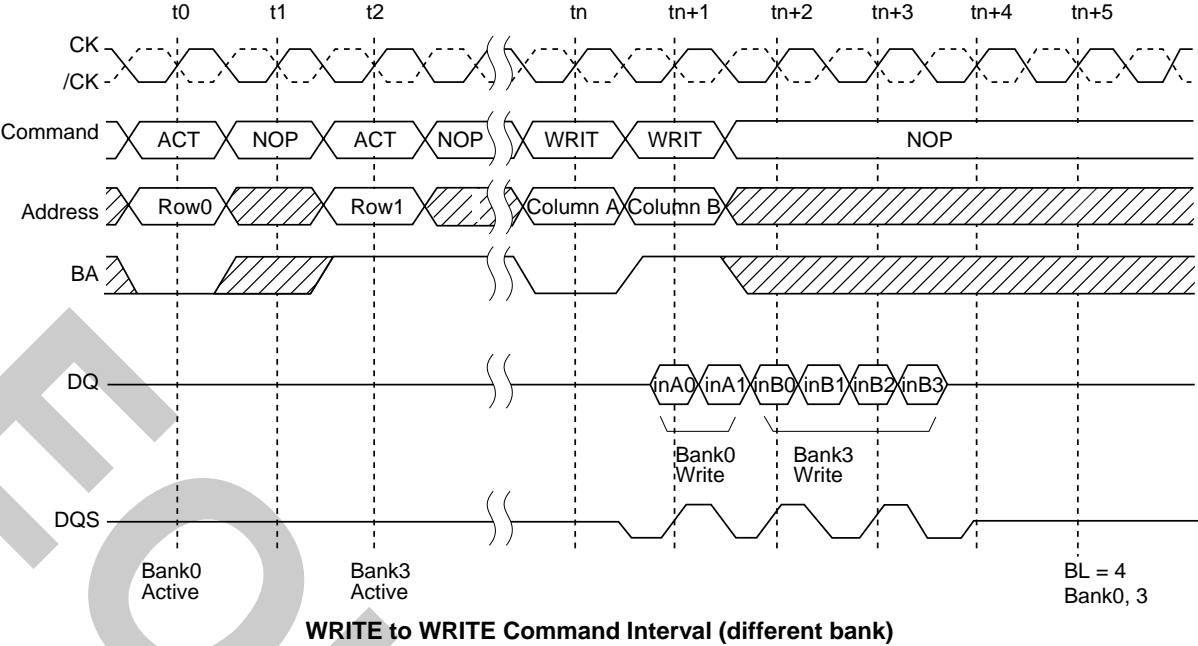 t0 t1 t2 tn tn+1 tn+2 tn+3 tn+4 tn+5
CK
/CK
Command ACT NOP ACT NOP WRIT WRIT NOP
Address Row0 Row1 Column A Column B
BA
DQ inA0 inA1 inB0 inB1 inB2 inB3
Bank0 Bank3
Write Write
DQS
Bank0 Bank3 BL = 4
Active Active Bank0, 3
WRITE to WRITE Command Interval (different bank)